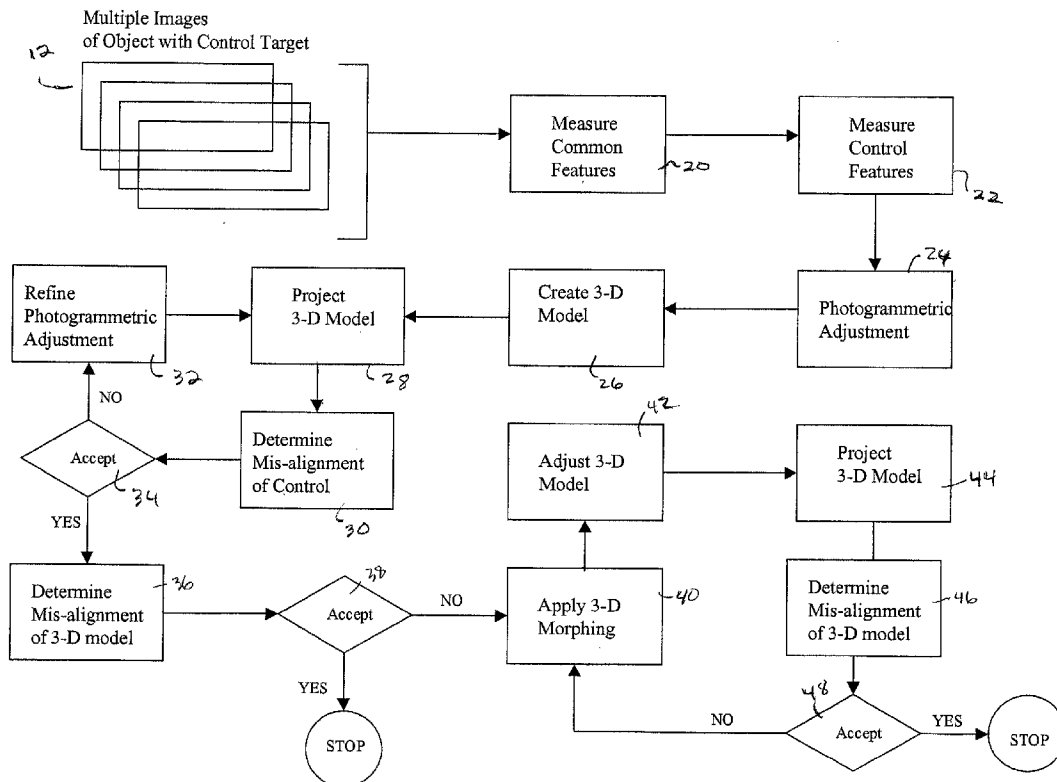 Multiple Images
of Object with Control Target
12
Measure
Common
Features
20
Measure
Control
Features
22
Refine
Photogrammetric
Adjustment
32
Project
3-D Model
28
Create 3-D
Model
26
24
Photogrammetric
Adjustment
NO
Accept
34
YES
Determine
Mis-alignment
of Control
30
42
Adjust 3-D
Model
Project
3-D Model
44
Determine
Mis-alignment
of 3-D model
36
38
Accept
NO
YES
STOP
Apply 3-D
Morphing
40
Determine
Mis-alignment
of 3-D model
46
48
NO
Accept
YES
STOP